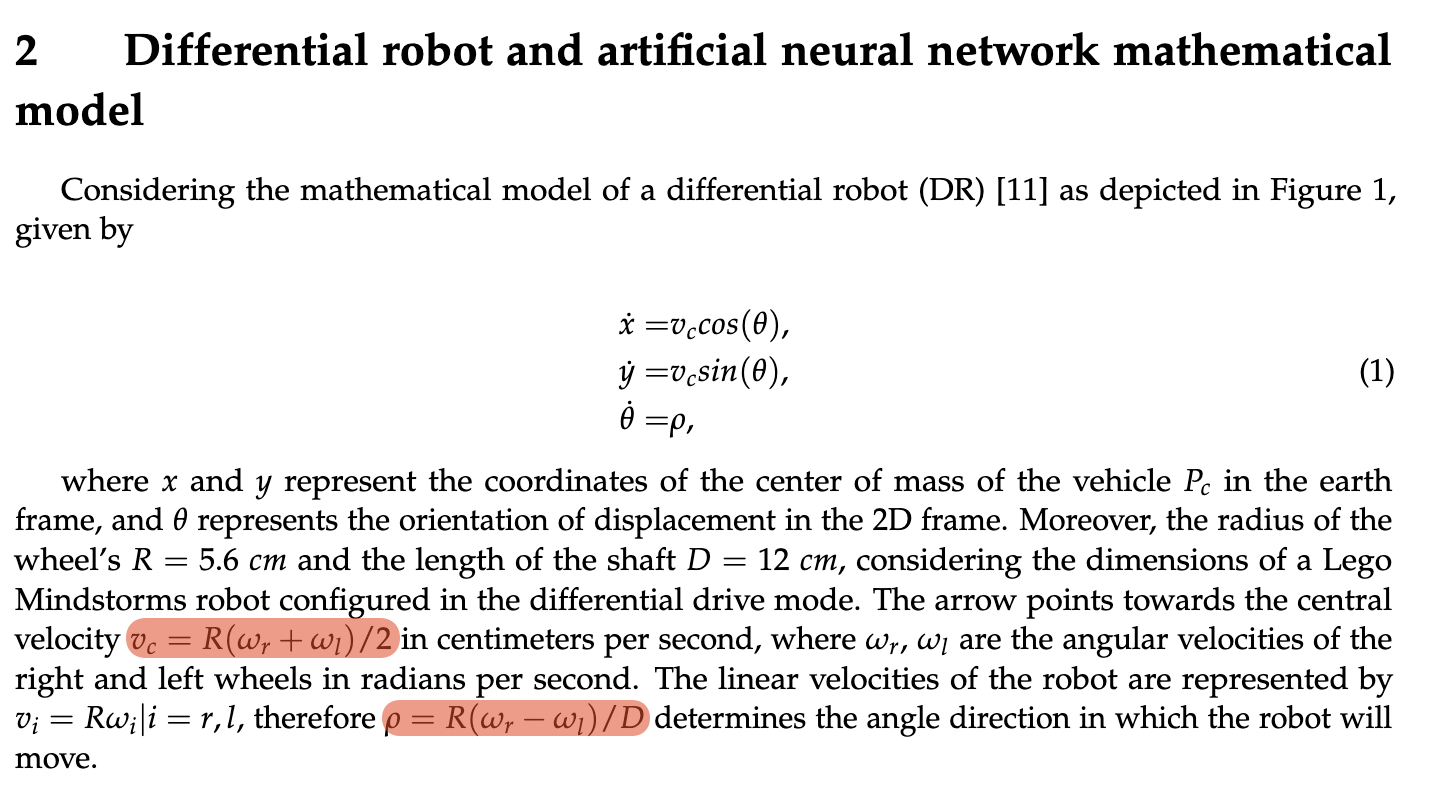 2 Differential robot and artificial neural network mathematical
model
Considering the mathematical model of a differential robot (DR) [11] as depicted in Figure 1,
given by
ẋ =v_c cos(θ),
ẏ =v_c sin(θ), (1)
θ̇ =ρ,
where x and y represent the coordinates of the center of mass of the vehicle P_c in the earth
frame, and θ represents the orientation of displacement in the 2D frame. Moreover, the radius of the
wheel's R = 5.6 cm and the length of the shaft D = 12 cm, considering the dimensions of a Lego
Mindstorms robot configured in the differential drive mode. The arrow points towards the central
velocity v_c = R(ω_r + ω_l)/2 in centimeters per second, where ω_r, ω_l are the angular velocities of the
right and left wheels in radians per second. The linear velocities of the robot are represented by
v_i = Rω_i|i = r, l, therefore ρ = R(ω_r − ω_l)/D determines the angle direction in which the robot will
move.